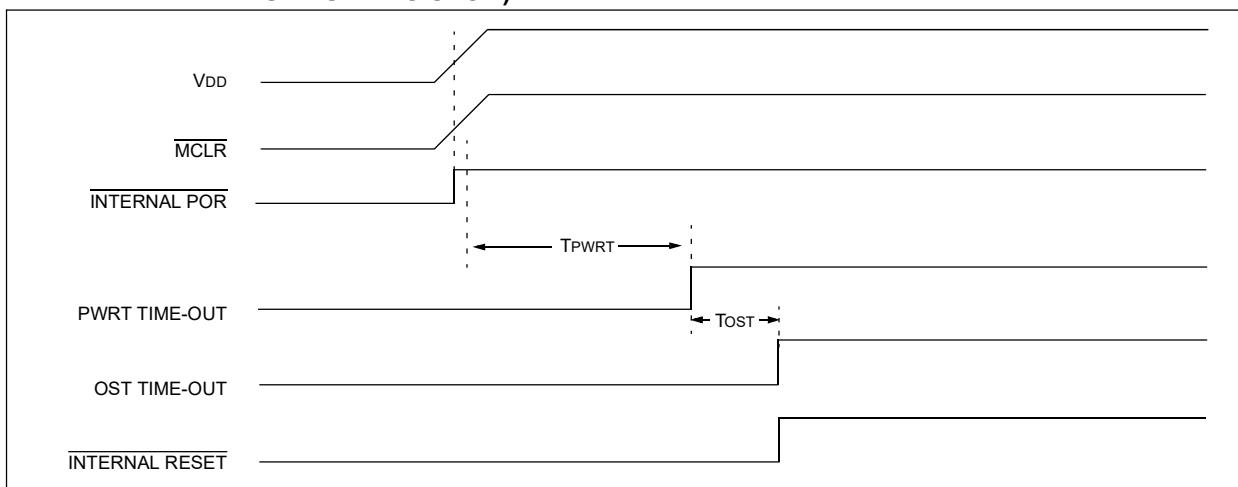 VDD
MCLR
INTERNAL POR
TPWRT
PWRT TIME-OUT
TOST
OST TIME-OUT
INTERNAL RESET